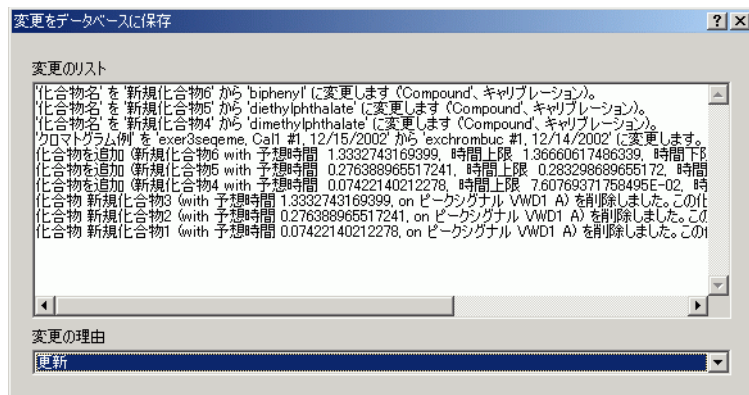 変更をデータベースに保存
変更のリスト
'化合物名' を '新規化合物6' から 'biphenyl' に変更します (Compound、キャリブレーション)。
'化合物名' を '新規化合物5' から 'diethylphthalate' に変更します (Compound、キャリブレーション)。
'化合物名' を '新規化合物4' から 'dimethylphthalate' に変更します (Compound、キャリブレーション)。
'クロマトグラム例' を 'exer3seqeme, Cal1 #1, 12/15/2002' から 'exchrombuc #1, 12/14/2002' に変更します。
化合物を追加 (新規化合物6 with 予想時間 1.3332743169399, 時間上限 1.36660617486339, 時間下限
化合物を追加 (新規化合物5 with 予想時間 0.276388965517241, 時間上限 0.283298689655172, 時間
化合物を追加 (新規化合物4 with 予想時間 0.07422140212278, 時間上限 7.60769371758495E-02, 時
化合物 新規化合物3 (with 予想時間 1.3332743169399, on ピークシグナル VWD1 A) を削除しました。この化
化合物 新規化合物2 (with 予想時間 0.276388965517241, on ピークシグナル VWD1 A) を削除しました。この
化合物 新規化合物1 (with 予想時間 0.07422140212278, on ピークシグナル VWD1 A) を削除しました。この
変更の理由
更新